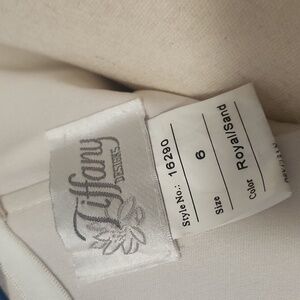 Tiffany
DESIGNS
Style No.: 16290
Size 6
Color Royal/Sand